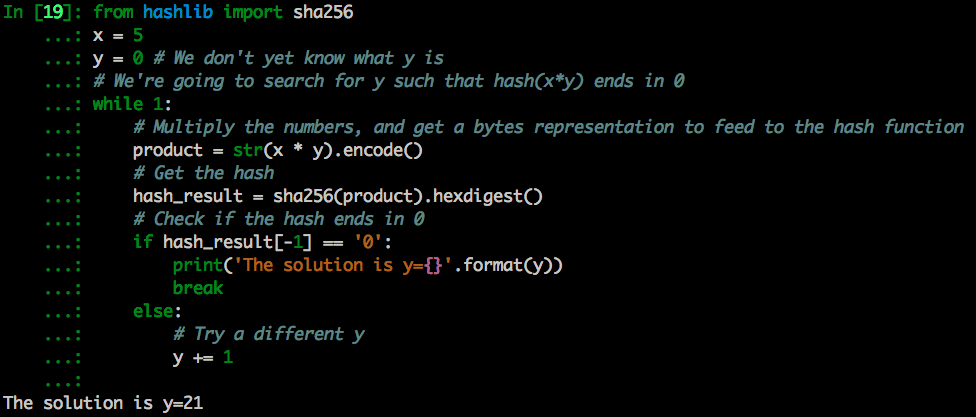 In [19]: from hashlib import sha256
    ...: x = 5
    ...: y = 0 # We don't yet know what y is
    ...: # We're going to search for y such that hash(x*y) ends in 0
    ...: while 1:
    ...:     # Multiply the numbers, and get a bytes representation to feed to the hash function
    ...:     product = str(x * y).encode()
    ...:     # Get the hash
    ...:     hash_result = sha256(product).hexdigest()
    ...:     # Check if the hash ends in 0
    ...:     if hash_result[-1] == '0':
    ...:         print('The solution is y={}'.format(y))
    ...:         break
    ...:     else:
    ...:         # Try a different y
    ...:         y += 1
    ...:
The solution is y=21